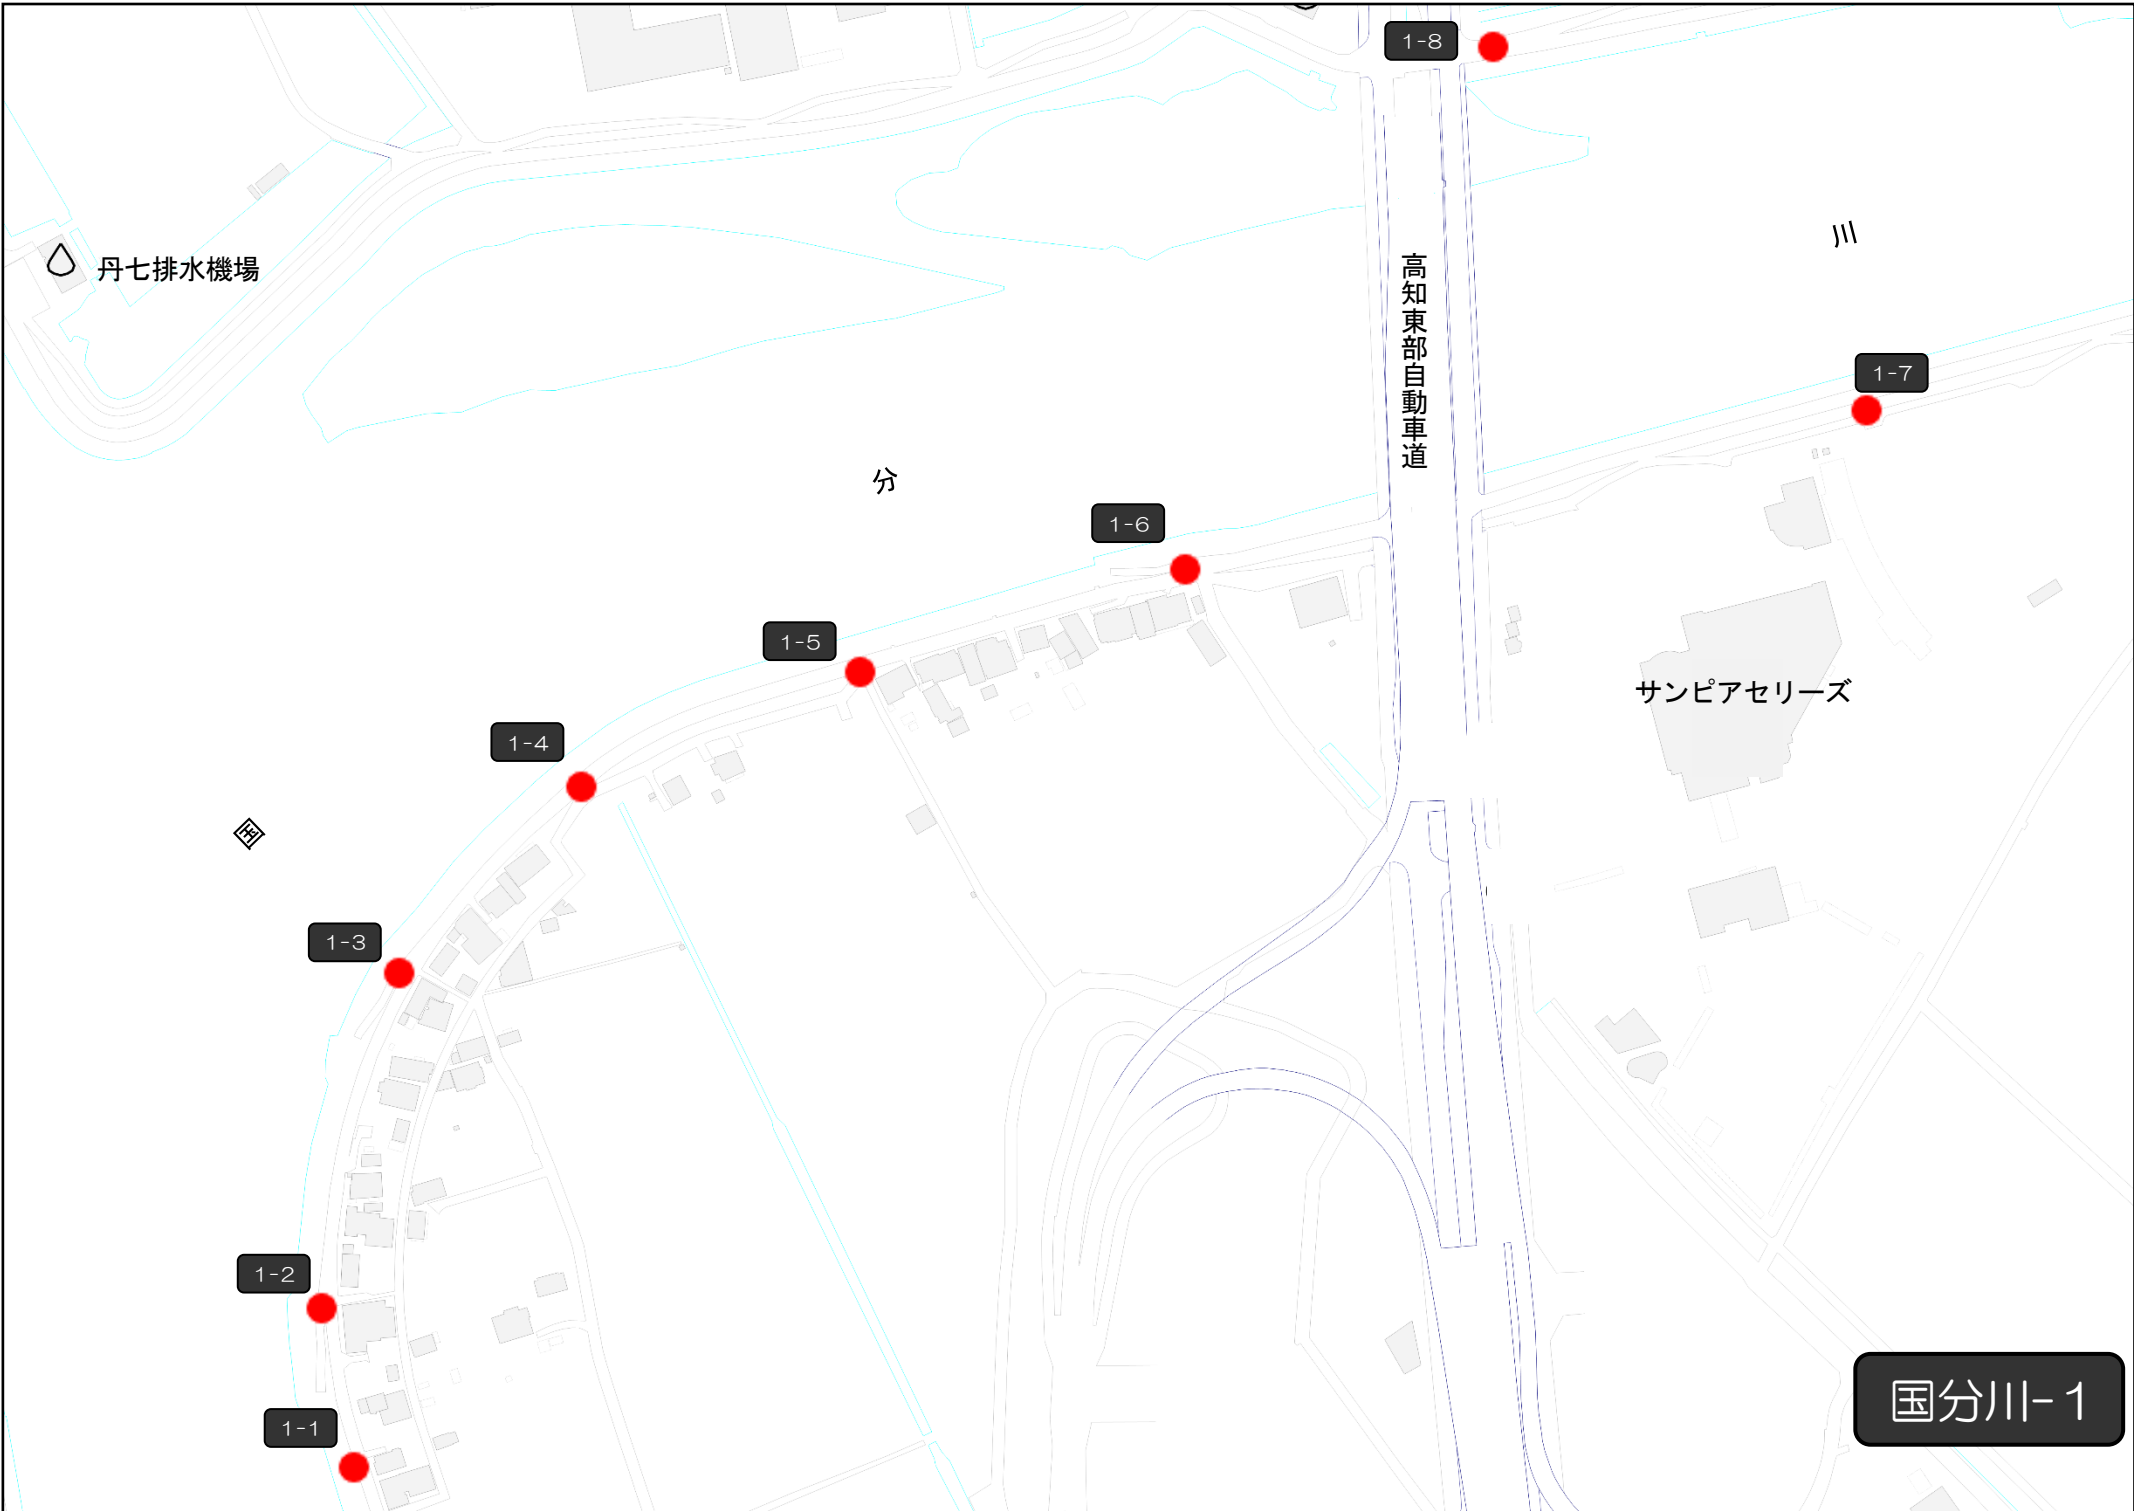 1-8
川
丹七排水機場
高知東部自動車道
1-7
分
1-6
1-5
サンピアセリーズ
1-4
国
1-3
1-2
国分川-1
1-1